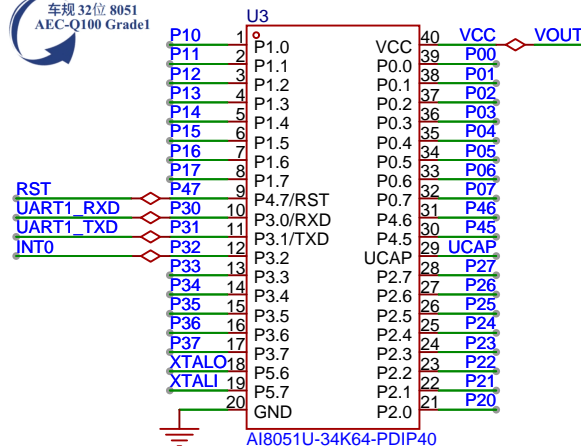 车规 32位 8051
AEC-Q100 Grade1
U3
P10 1 P1.0 VCC 40 VCC VOUT
P11 2 P1.1 P0.0 39 P00
P12 3 P1.2 P0.1 38 P01
P13 4 P1.3 P0.2 37 P02
P14 5 P1.4 P0.3 36 P03
P15 6 P1.5 P0.4 35 P04
P16 7 P1.6 P0.5 34 P05
P17 8 P1.7 P0.6 33 P06
RST P47 9 P4.7/RST P0.7 32 P07
UART1_RXD P30 10 P3.0/RXD P4.6 31 P46
UART1_TXD P31 11 P3.1/TXD P4.5 30 P45
INT0 P32 12 P3.2 UCAP 29 UCAP
P33 13 P3.3 P2.7 28 P27
P34 14 P3.4 P2.6 27 P26
P35 15 P3.5 P2.5 26 P25
P36 16 P3.6 P2.4 25 P24
P37 17 P3.7 P2.3 24 P23
XTALO 18 P5.6 P2.2 23 P22
XTALI 19 P5.7 P2.1 22 P21
20 GND P2.0 21 P20
AI8051U-34K64-PDIP40